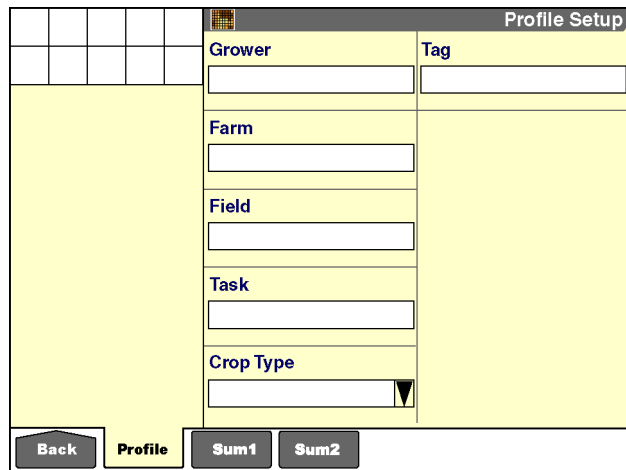 Profile Setup
Grower
Tag
Farm
Field
Task
Crop Type
Back
Profile
Sum1
Sum2